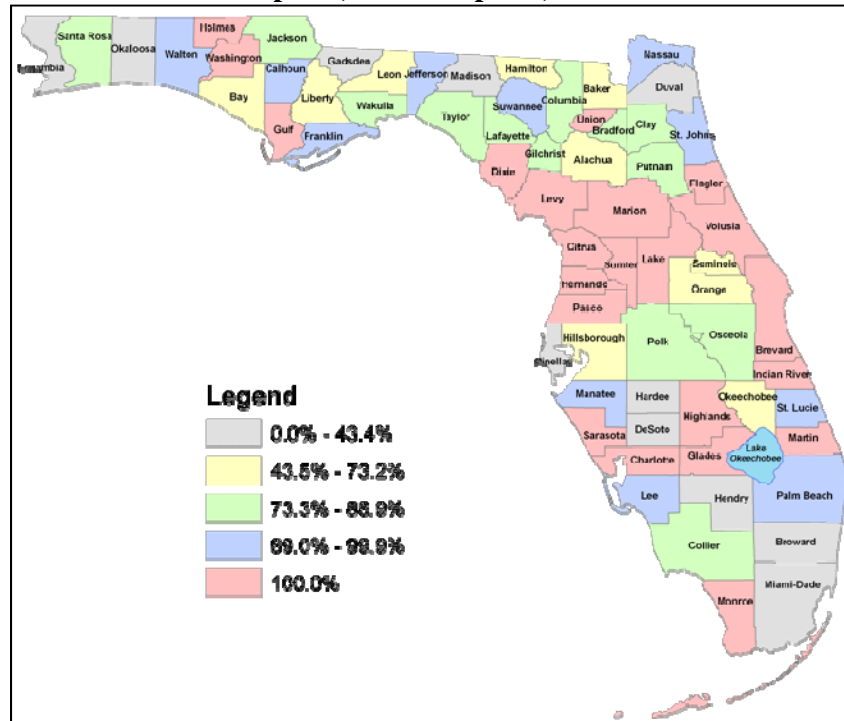 Holmes
Jackson
Santa Rosa
Okaloosa
Walton
Washington
Nassau
Gadsden
Hamilton
Calhoun
Leon
Jefferson
Madison
Duval
Bay
Liberty
Suwannee
Columbia
Baker
Wakulla
Taylor
Union
Clay
Gulf
Franklin
Lafayette
Bradford
St. Johns
Gilchrist
Alachua
Putnam
Dixie
Flagler
Levy
Marion
Volusia
Citrus
Sumter
Lake
Seminole
Hernando
Orange
Pasco
Hillsborough
Polk
Osceola
Pinellas
Brevard
Indian River
Manatee
Hardee
Okeechobee
St. Lucie
Highlands
Sarasota
DeSoto
Martin
Lake
Okeechobee
Charlotte
Glades
Lee
Hendry
Palm Beach
Collier
Broward
Miami-Dade
Monroe
Legend
0.0% - 43.4%
43.5% - 73.2%
73.3% - 88.9%
89.0% - 99.9%
100.0%